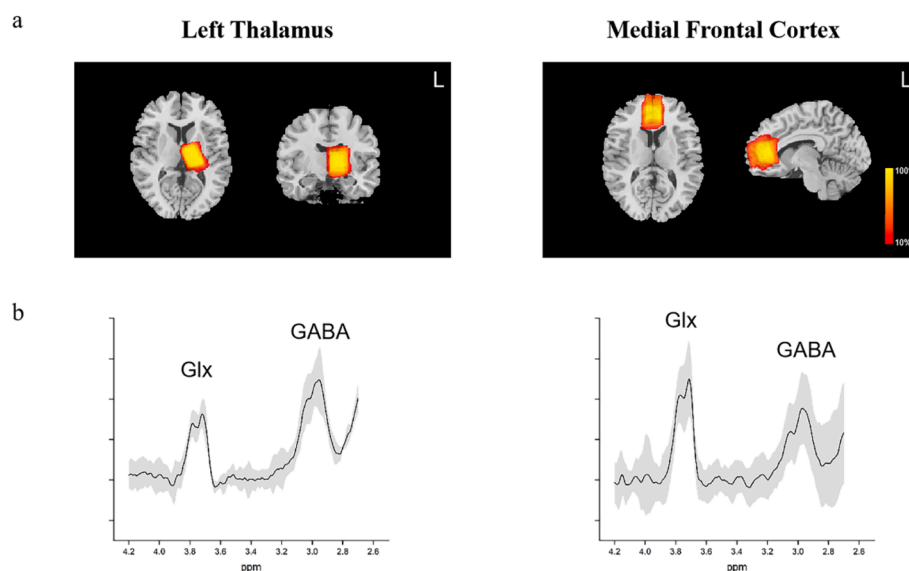 a
Left Thalamus
Medial Frontal Cortex
L
L
100%
10%
b
Glx
GABA
Glx
GABA
4.2 4.0 3.8 3.6 3.4 3.2 3.0 2.8 2.6
ppm
4.2 4.0 3.8 3.6 3.4 3.2 3.0 2.8 2.6
ppm